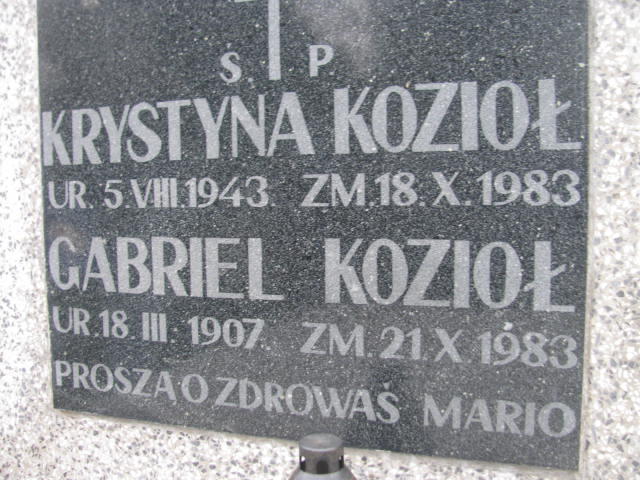 Ś. P.
KRYSTYNA KOZIOŁ
UR. 5.VIII.1943. ZM.18.X.1983
GABRIEL KOZIOŁ
UR.18.III.1907. ZM.21.X.1983
PROSZĄ O ZDROWAŚ MARIO